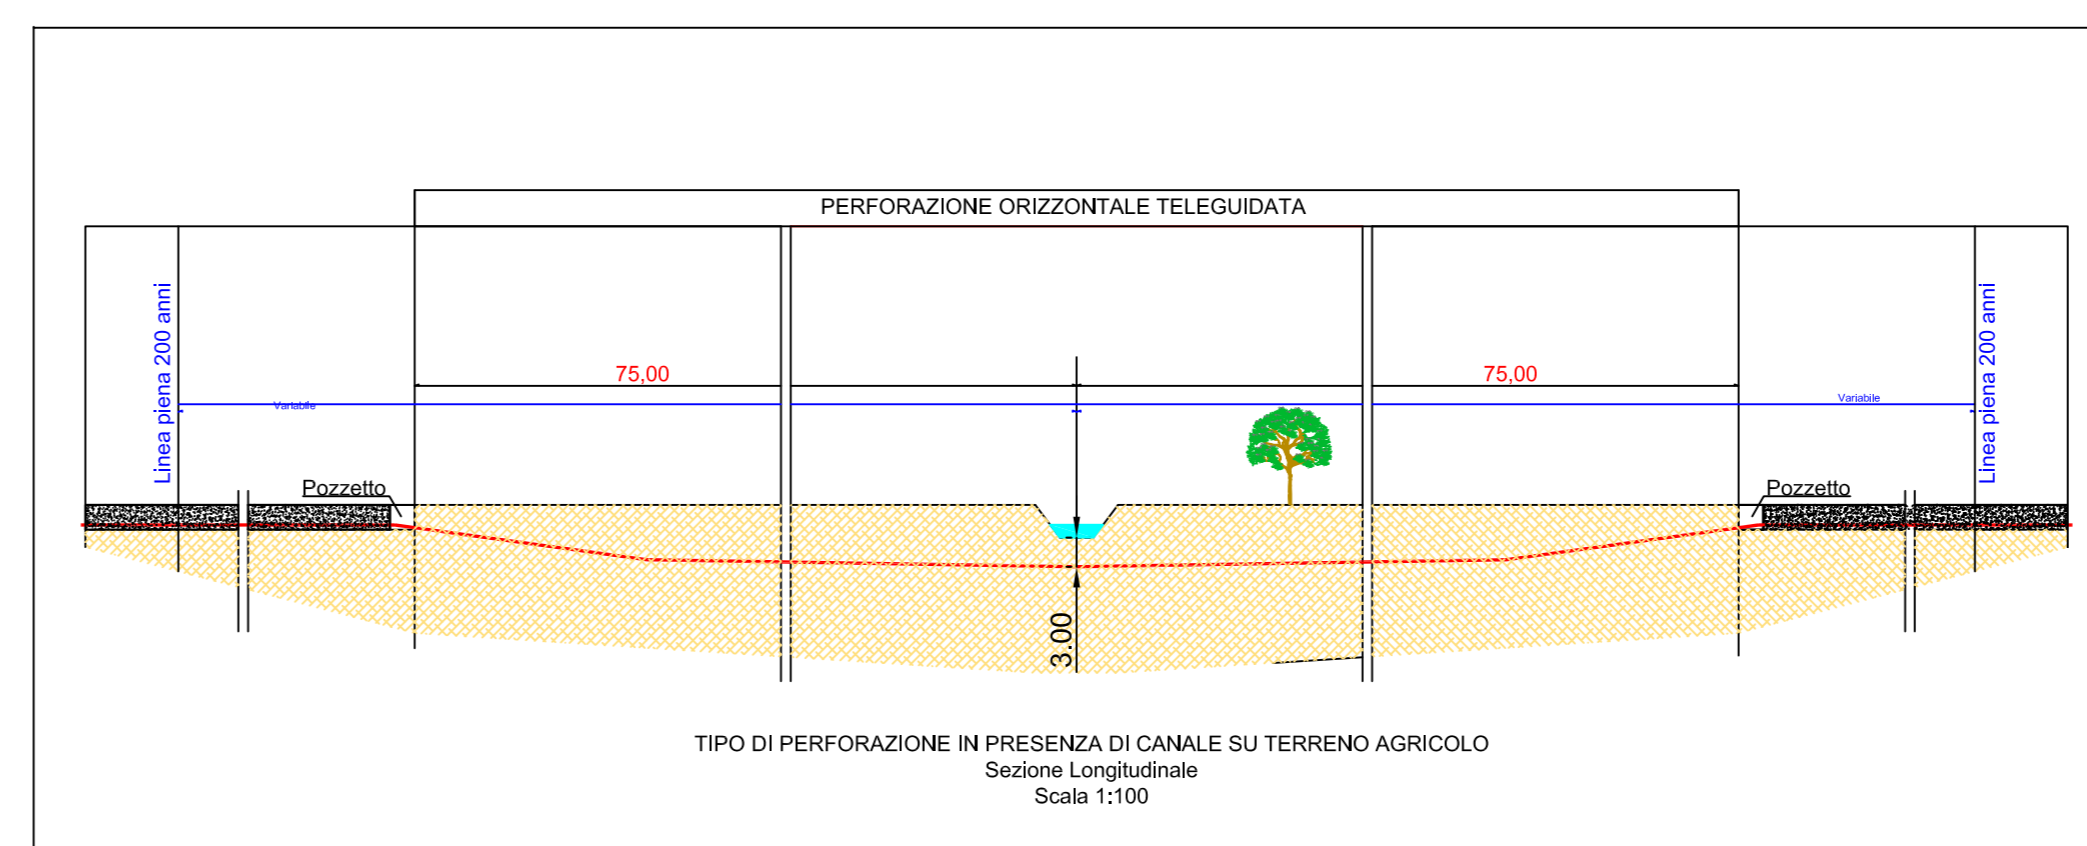 PERFORAZIONE ORIZZONTALE TELEGUIDATA
Linea piena 200 anni
Linea piena 200 anni
75,00
75,00
Variabile
Variabile
Pozzetto
Pozzetto
3.00
TIPO DI PERFORAZIONE IN PRESENZA DI CANALE SU TERRENO AGRICOLO
Sezione Longitudinale
Scala 1:100